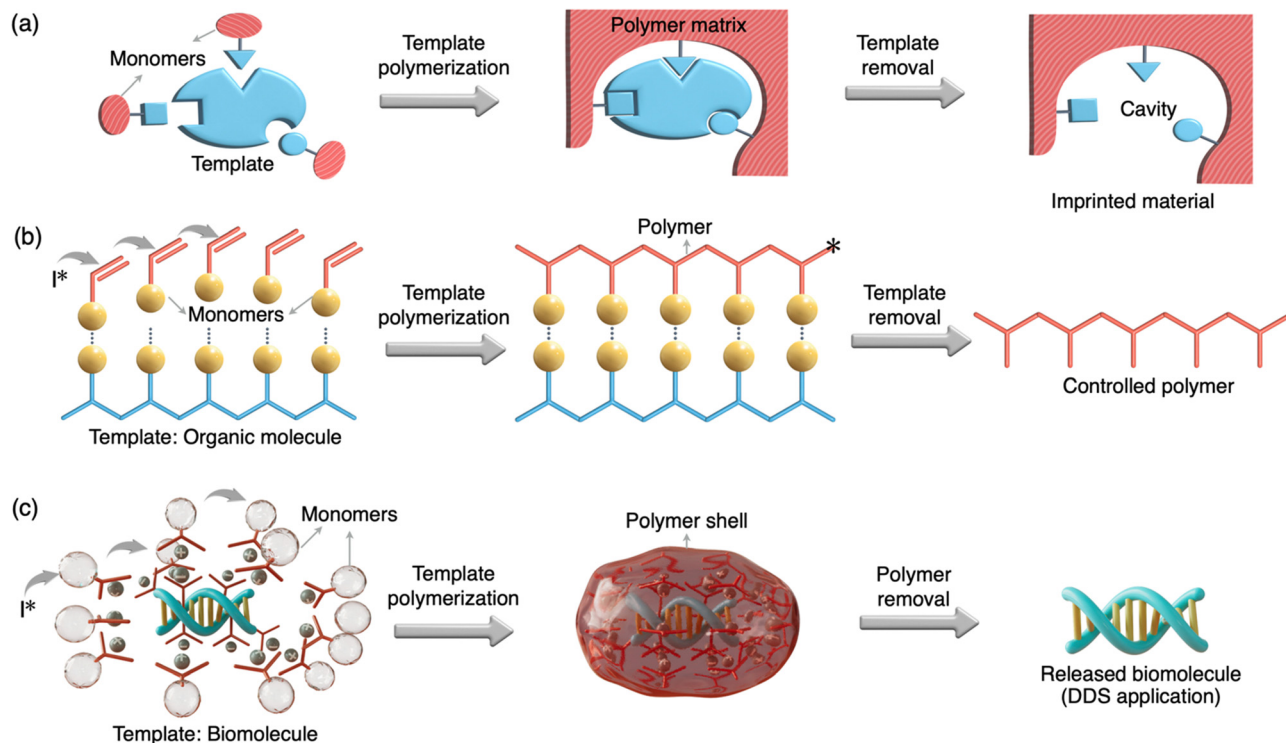 (a)
Monomers
Template
Template
polymerization
Polymer matrix
Template
removal
Cavity
Imprinted material
(b)
I*
Monomers
Template: Organic molecule
Template
polymerization
Polymer
*
Template
removal
Controlled polymer
(c)
Monomers
I*
Template: Biomolecule
Template
polymerization
Polymer shell
Polymer
removal
Released biomolecule
(DDS application)